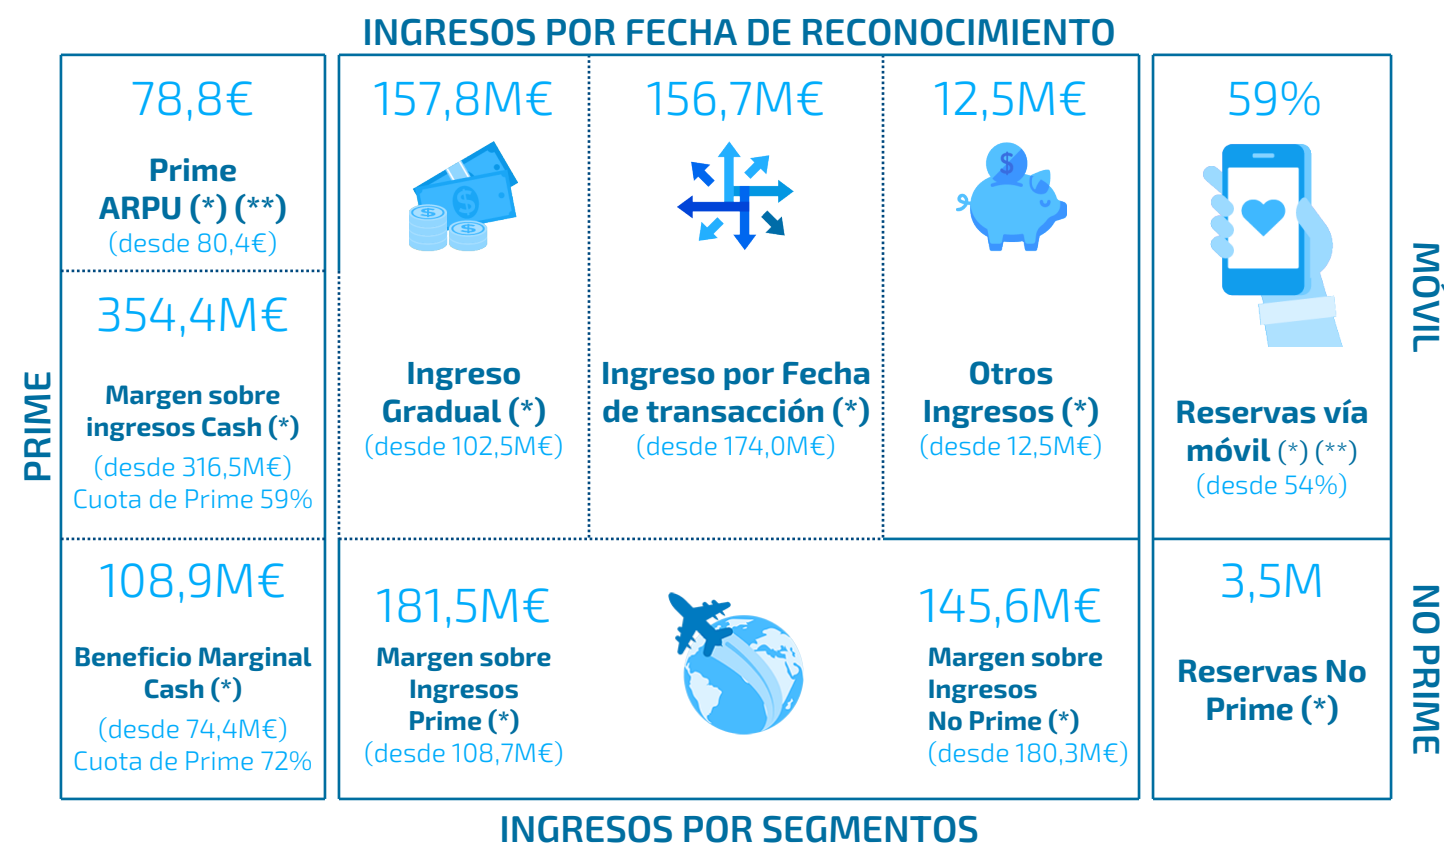 INGRESOS POR FECHA DE RECONOCIMIENTO
PRIME
78,8€
Prime
ARPU (*) (**)
(desde 80,4€)
354,4M€
Margen sobre
ingresos Cash (*)
(desde 316,5M€)
Cuota de Prime 59%
108,9M€
Beneficio Marginal
Cash (*)
(desde 74,4M€)
Cuota de Prime 72%
157,8M€
Ingreso
Gradual (*)
(desde 102,5M€)
156,7M€
Ingreso por Fecha
de transacción (*)
(desde 174,0M€)
12,5M€
Otros
Ingresos (*)
(desde 12,5M€)
181,5M€
Margen sobre
Ingresos
Prime (*)
(desde 108,7M€)
145,6M€
Margen sobre
Ingresos
No Prime (*)
(desde 180,3M€)
INGRESOS POR SEGMENTOS
59%
Reservas vía
móvil (*) (**)
(desde 54%)
MÓVIL
3,5M
Reservas No
Prime (*)
NO PRIME
$
$
$
$